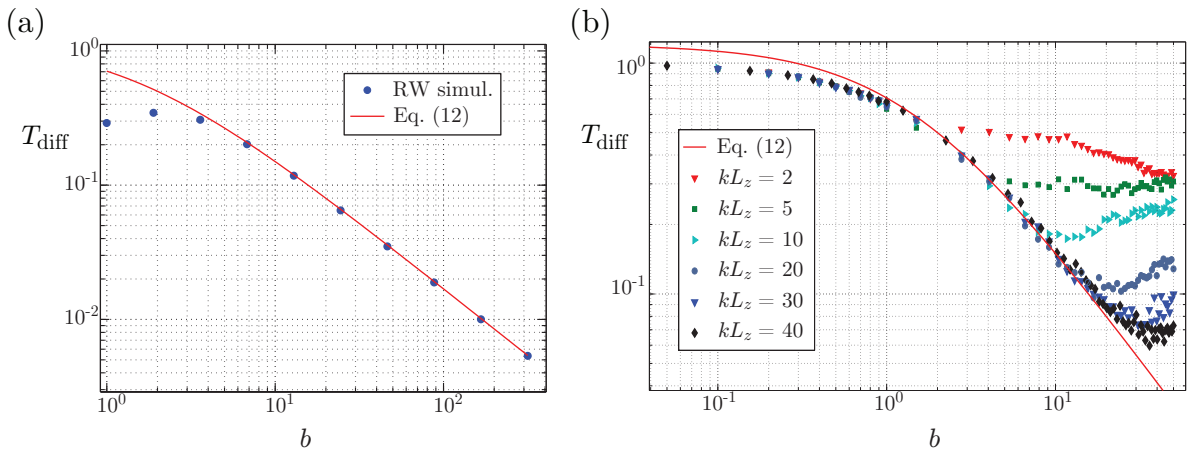 (a)
10^0
10^-1
10^-2
T_diff
10^0
10^1
10^2
b
RW simul.
Eq. (12)
(b)
10^0
10^-1
T_diff
10^-1
10^0
10^1
b
Eq. (12)
kL_z = 2
kL_z = 5
kL_z = 10
kL_z = 20
kL_z = 30
kL_z = 40